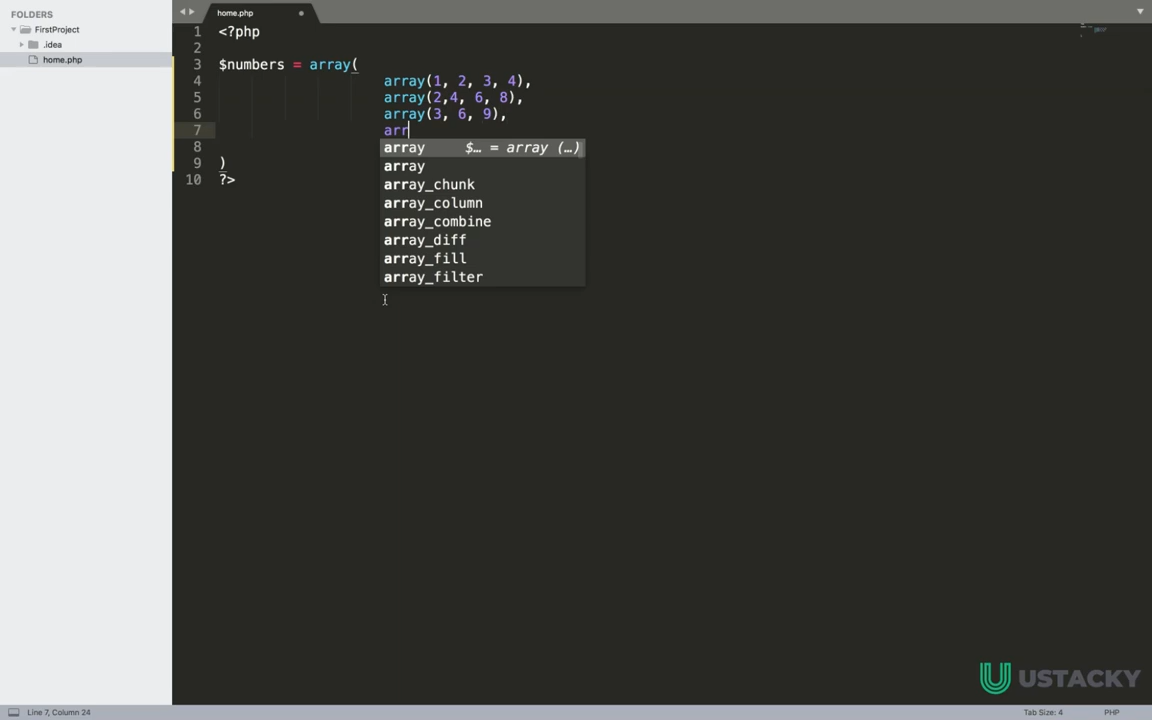 FOLDERS
FirstProject
.idea
home.php
home.php
1 <?php
2
3 $numbers = array(
4 array(1, 2, 3, 4),
5 array(2,4, 6, 8),
6 array(3, 6, 9),
7 arr
8
9 )
10 ?>
array $… = array (…)
array
array_chunk
array_column
array_combine
array_diff
array_fill
array_filter
USTACKY
Line 7, Column 24
Tab Size: 4
PHP